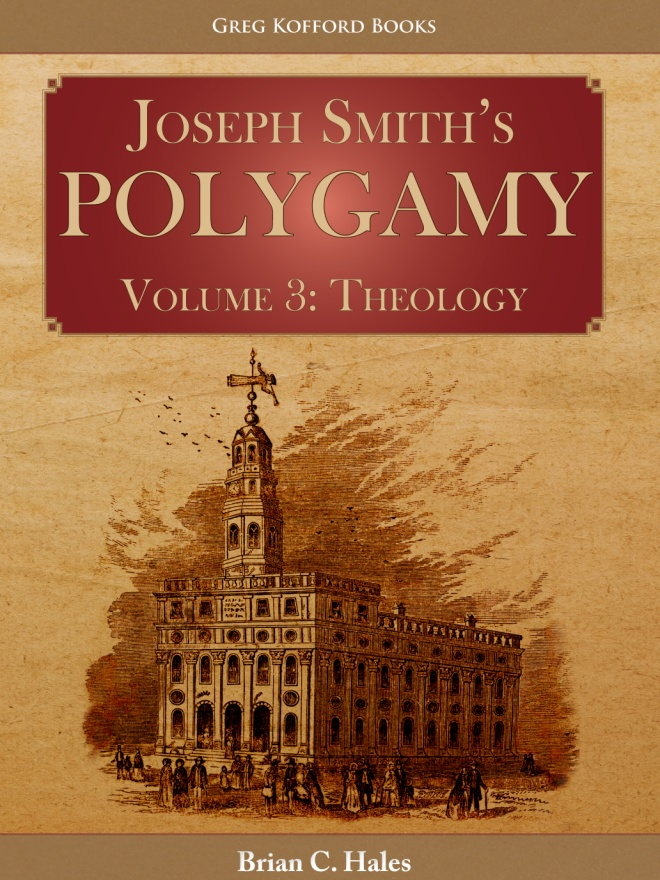 Greg Kofford Books
Joseph Smith's
POLYGAMY
Volume 3: Theology
Brian C. Hales